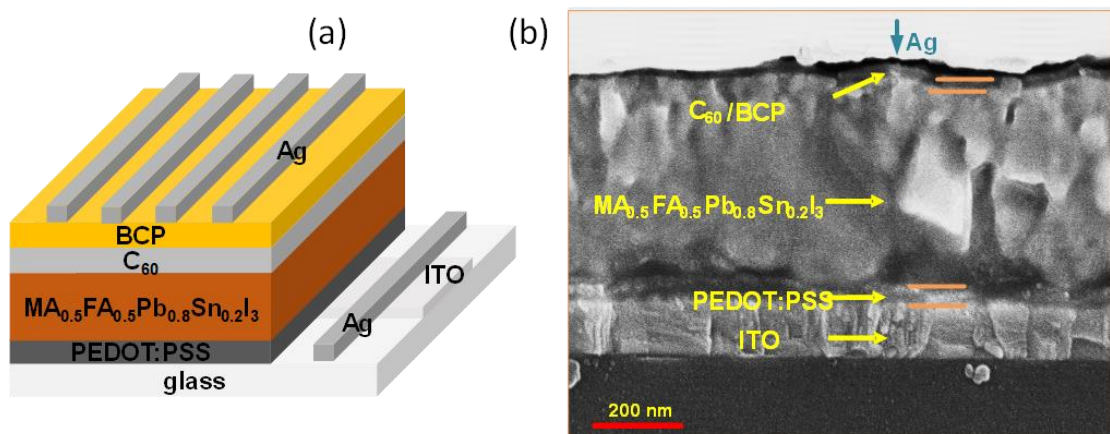 (a)
Ag
BCP
C₆₀
MA₀.₅FA₀.₅Pb₀.₈Sn₀.₂I₃
PEDOT:PSS
glass
ITO
Ag
(b)
Ag
C₆₀/BCP
MA₀.₅FA₀.₅Pb₀.₈Sn₀.₂I₃
PEDOT:PSS
ITO
200 nm